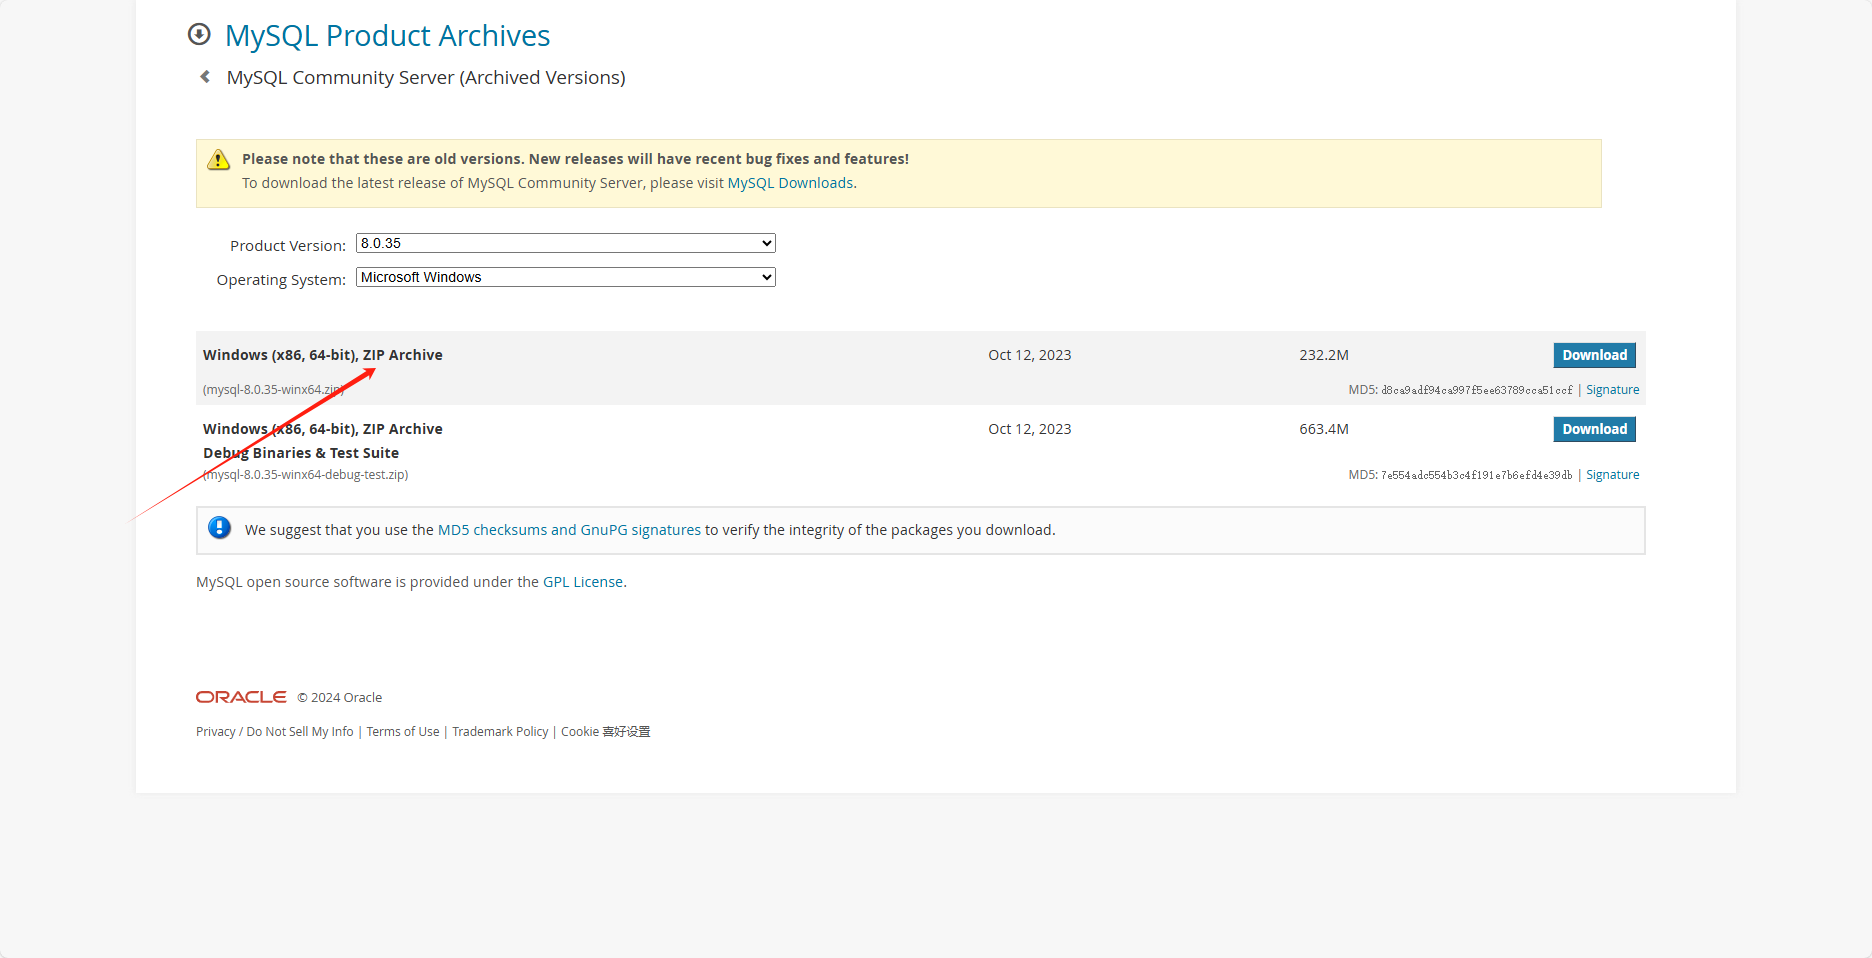 MySQL Product Archives
MySQL Community Server (Archived Versions)
Please note that these are old versions. New releases will have recent bug fixes and features!
To download the latest release of MySQL Community Server, please visit MySQL Downloads.
Product Version: 8.0.35
Operating System: Microsoft Windows
Windows (x86, 64-bit), ZIP Archive Oct 12, 2023 232.2M Download
(mysql-8.0.35-winx64.zip) MD5: d8ca9adf94ca997f5ee63789cca51ccf | Signature
Windows (x86, 64-bit), ZIP Archive Oct 12, 2023 663.4M Download
Debug Binaries & Test Suite
(mysql-8.0.35-winx64-debug-test.zip) MD5: 7e554adc554b3c4f191e7b6efd4e39db | Signature
We suggest that you use the MD5 checksums and GnuPG signatures to verify the integrity of the packages you download.
MySQL open source software is provided under the GPL License.
ORACLE © 2024 Oracle
Privacy / Do Not Sell My Info | Terms of Use | Trademark Policy | Cookie 喜好设置